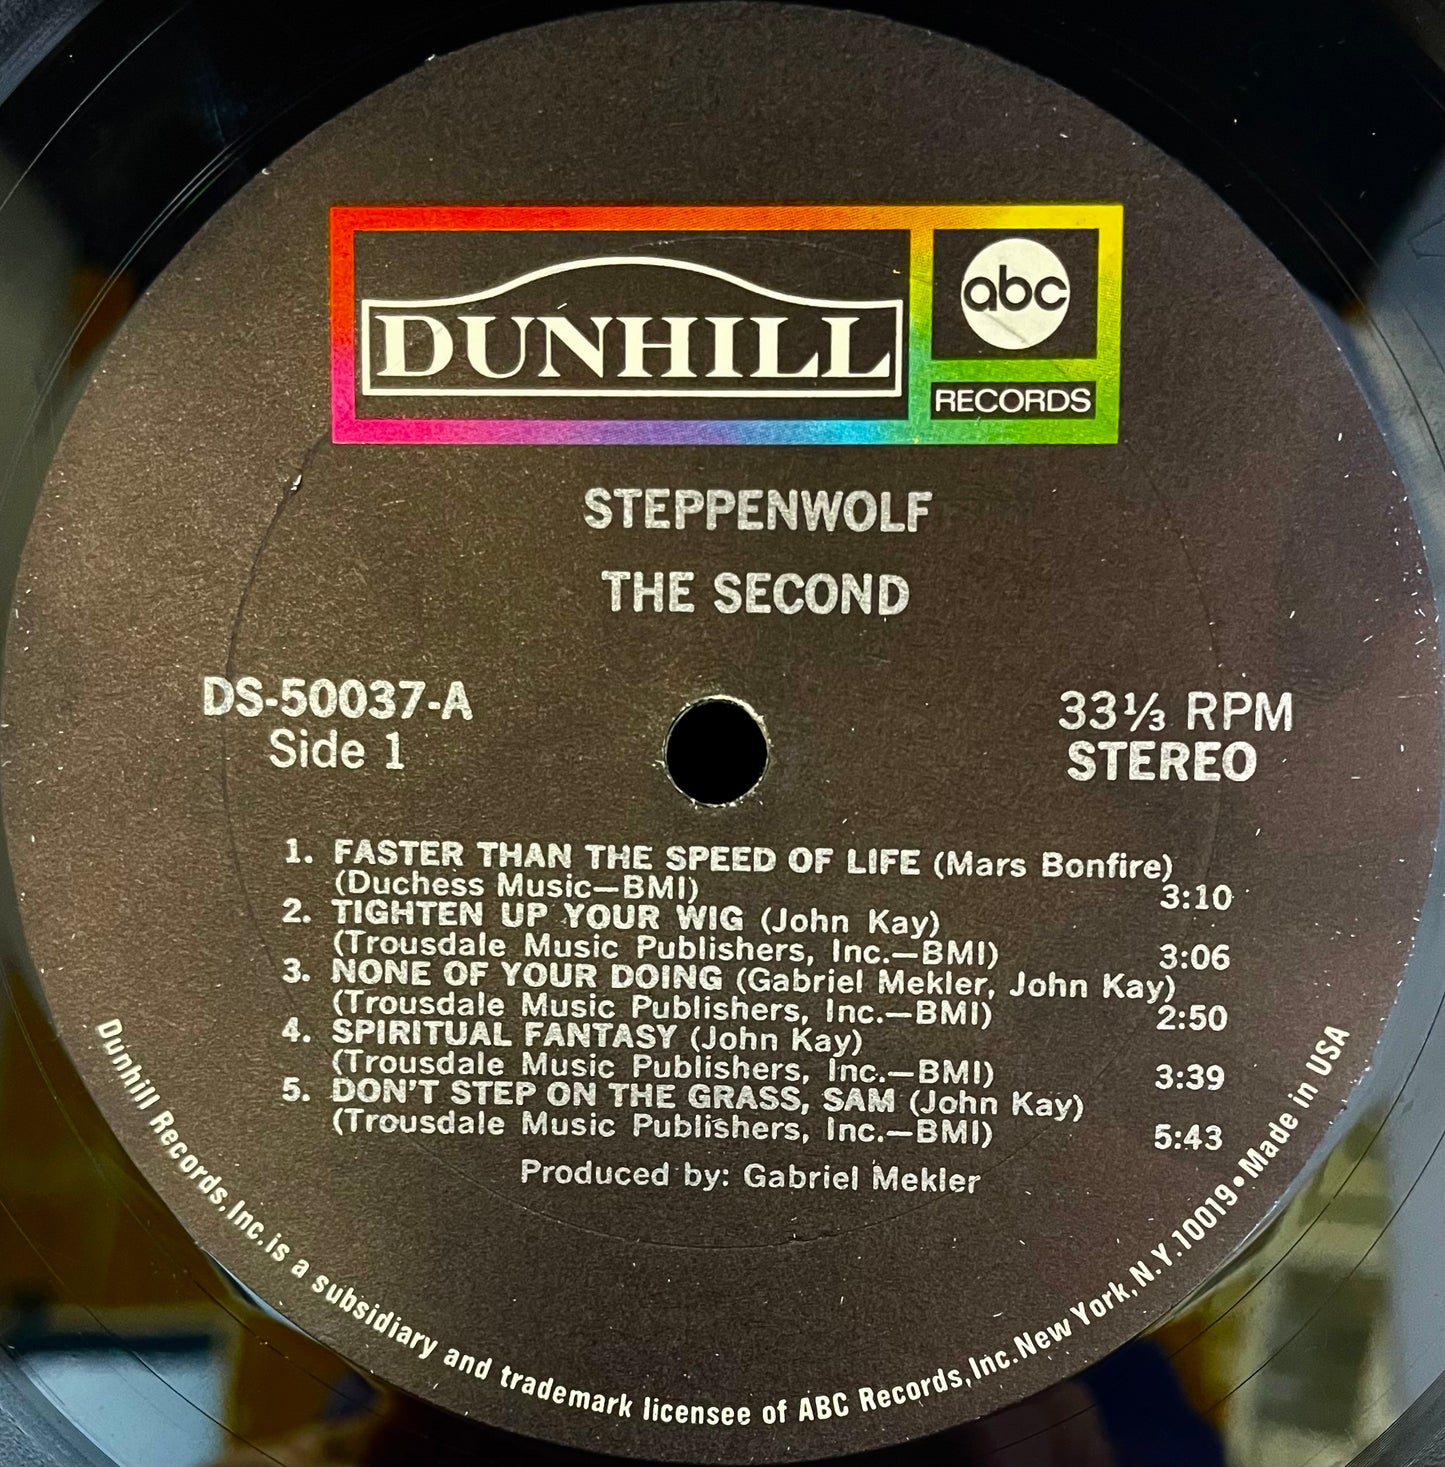 DUNHILL
abc
RECORDS
STEPPENWOLF
THE SECOND
DS-50037-A
Side 1
33⅓ RPM
STEREO
1. FASTER THAN THE SPEED OF LIFE (Mars Bonfire)
(Duchess Music—BMI) 3:10
2. TIGHTEN UP YOUR WIG (John Kay)
(Trousdale Music Publishers, Inc.—BMI) 3:06
3. NONE OF YOUR DOING (Gabriel Mekler, John Kay)
(Trousdale Music Publishers, Inc.—BMI) 2:50
4. SPIRITUAL FANTASY (John Kay)
(Trousdale Music Publishers, Inc.—BMI) 3:39
5. DON'T STEP ON THE GRASS, SAM (John Kay)
(Trousdale Music Publishers, Inc.—BMI) 5:43
Produced by: Gabriel Mekler
Dunhill Records, Inc. is a subsidiary and trademark licensee of ABC Records, Inc. New York, N.Y. 10019 • Made in USA